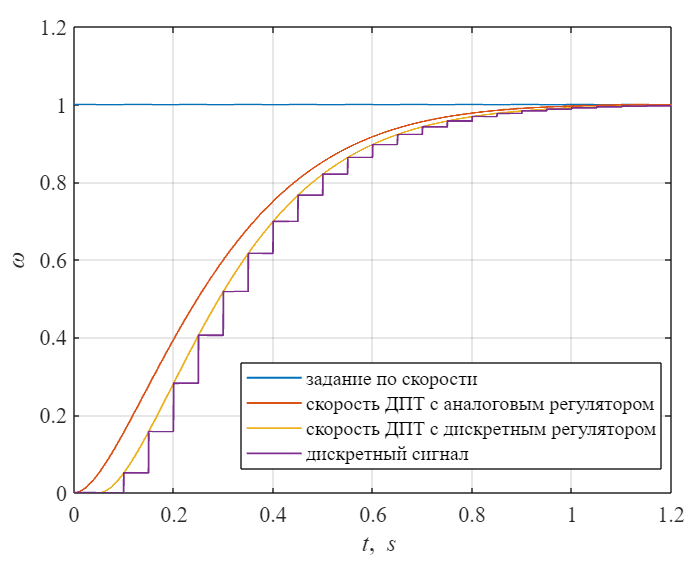 1.2
1
0.8
0.6
0.4
0.2
0
ω
задание по скорости
скорость ДПТ с аналоговым регулятором
скорость ДПТ с дискретным регулятором
дискретный сигнал
0 0.2 0.4 0.6 0.8 1 1.2
t, s